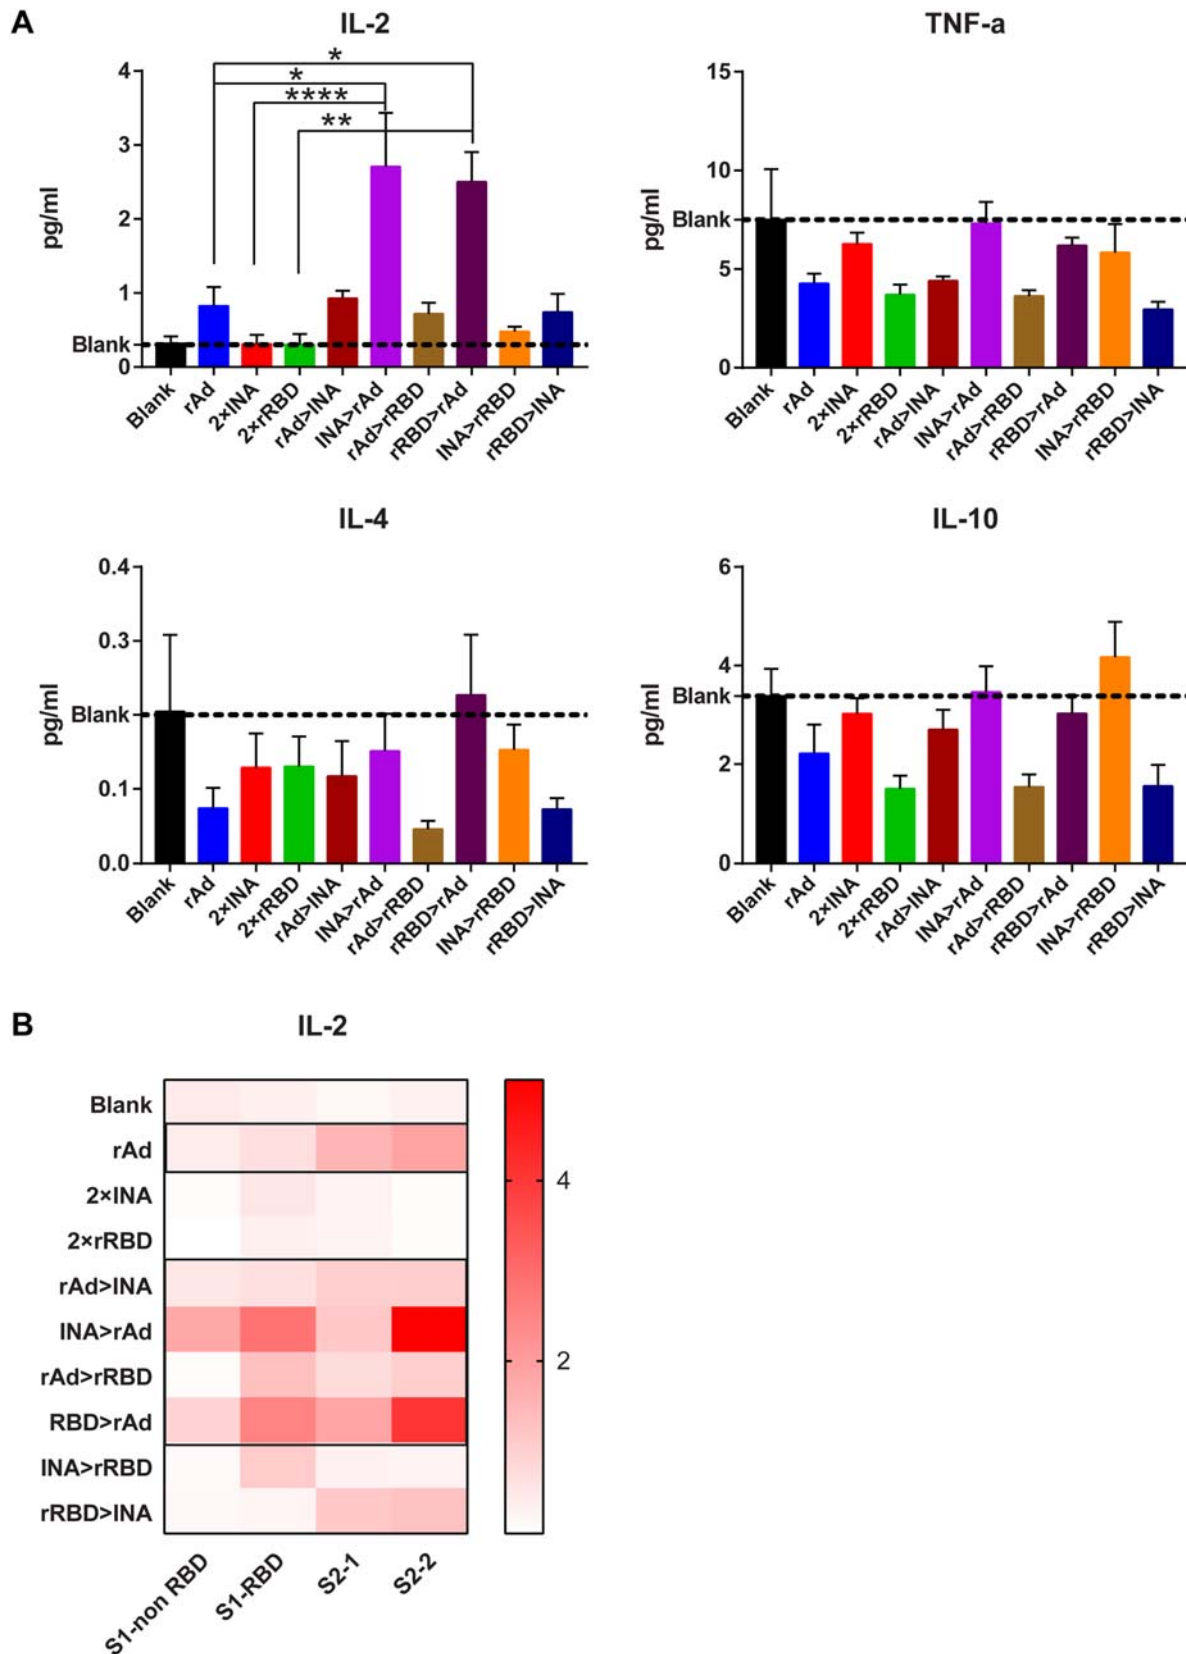 A
IL-2
TNF-a
*
*
****
**
4
3
2
1
Blank
0
pg/ml
Blank
rAd
2×INA
2×rRBD
rAd>INA
INA>rAd
rAd>rRBD
rRBD>rAd
INA>rRBD
rRBD>INA
15
10
Blank
5
0
pg/ml
Blank
rAd
2×INA
2×rRBD
rAd>INA
INA>rAd
rAd>rRBD
rRBD>rAd
INA>rRBD
rRBD>INA
IL-4
IL-10
0.4
0.3
Blank
0.1
0.0
pg/ml
Blank
rAd
2×INA
2×rRBD
rAd>INA
INA>rAd
rAd>rRBD
rRBD>rAd
INA>rRBD
rRBD>INA
6
4
Blank
2
0
pg/ml
Blank
rAd
2×INA
2×rRBD
rAd>INA
INA>rAd
rAd>rRBD
rRBD>rAd
INA>rRBD
rRBD>INA
B
IL-2
Blank
rAd
2×INA
2×rRBD
rAd>INA
INA>rAd
rAd>rRBD
RBD>rAd
INA>rRBD
rRBD>INA
4
2
S1-non RBD
S1-RBD
S2-1
S2-2